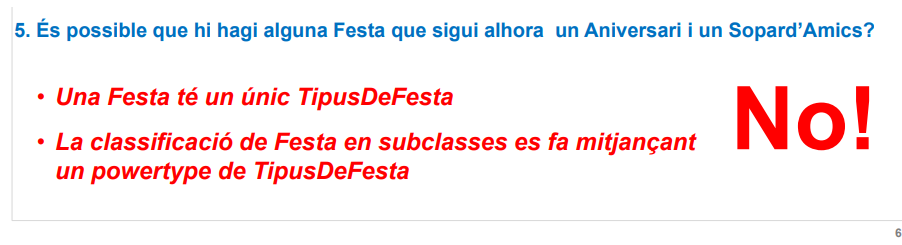 5. És possible que hi hagi alguna Festa que sigui alhora un Aniversari i un Sopard’Amics?
• Una Festa té un únic TipusDeFesta
• La classificació de Festa en subclasses es fa mitjançant
un powertype de TipusDeFesta
No!
6